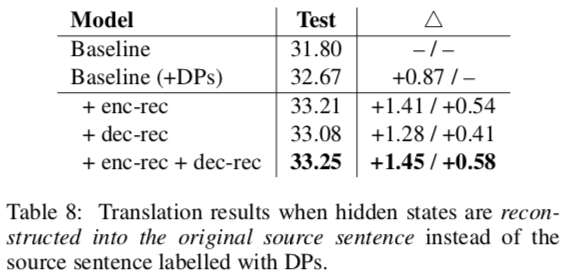 Model Test △
Baseline 31.80 – / –
Baseline (+DPs) 32.67 +0.87 / –
+ enc-rec 33.21 +1.41 / +0.54
+ dec-rec 33.08 +1.28 / +0.41
+ enc-rec + dec-rec 33.25 +1.45 / +0.58
Table 8: Translation results when hidden states are recon-
structed into the original source sentence instead of the
source sentence labelled with DPs.